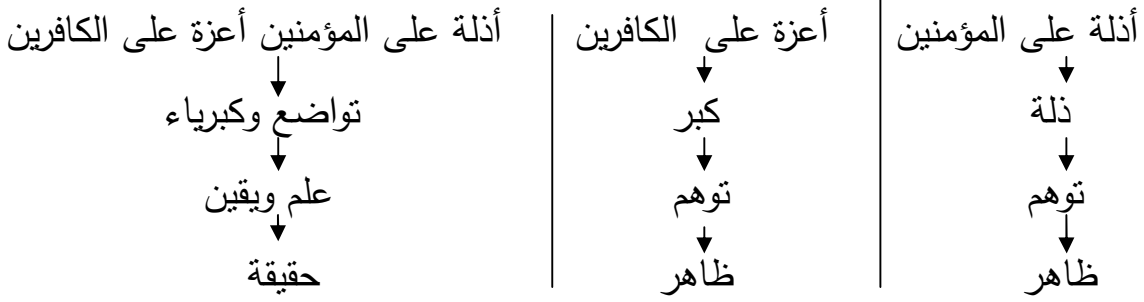 أذلة على المؤمنين
ذلة
توهم
ظاهر
أعزة على الكافرين
كبر
توهم
ظاهر
أذلة على المؤمنين أعزة على الكافرين
تواضع وكبرياء
علم ويقين
حقيقة